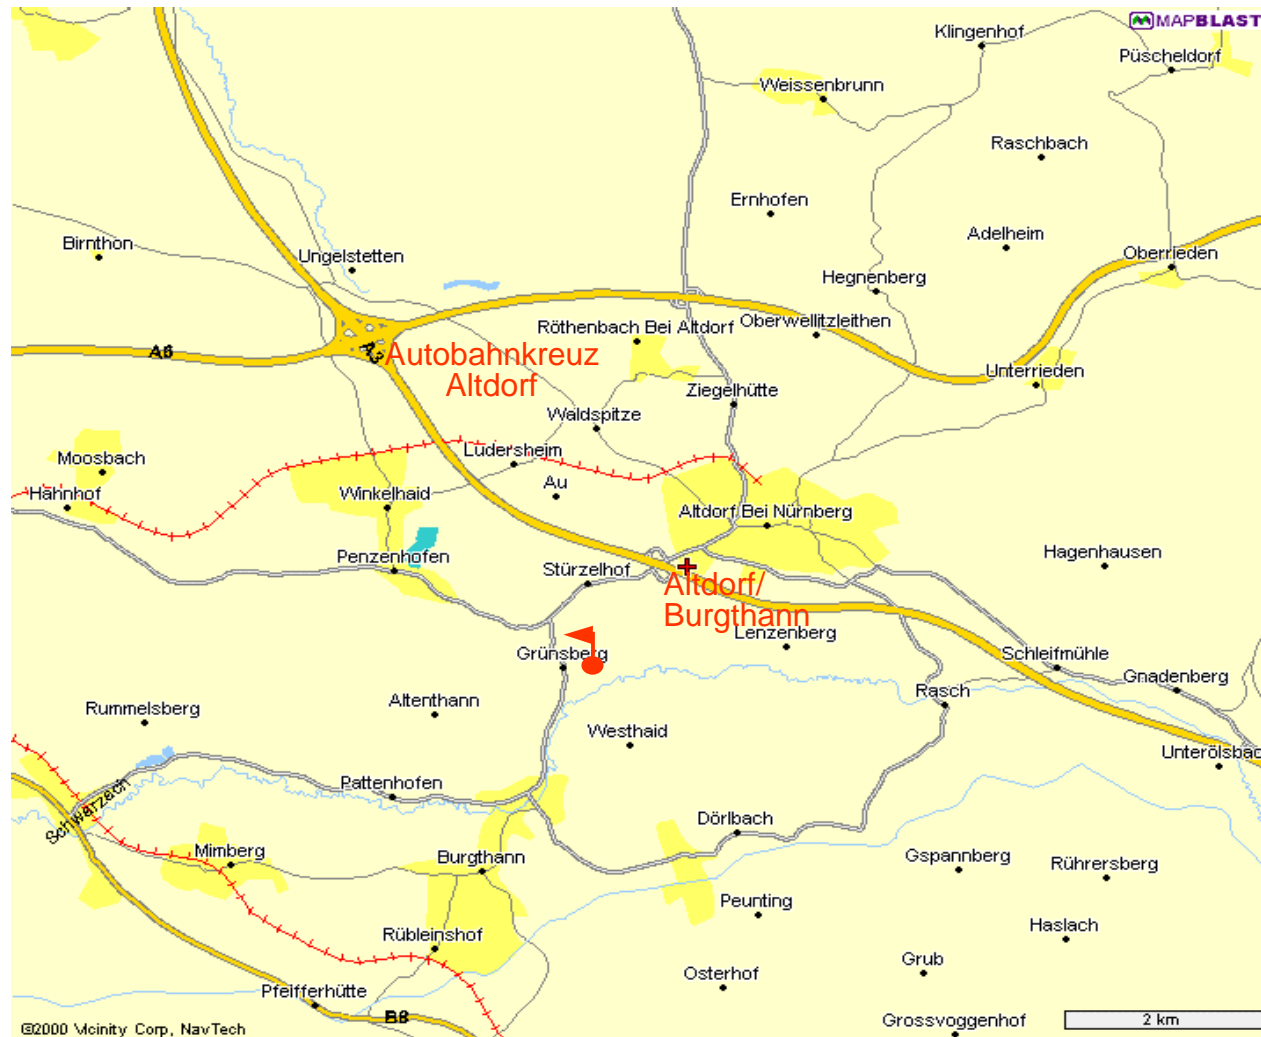 MAPBLAST
Klingenhof
Püscheldorf
Weissenbrunn
Raschbach
Ernhofen
Adelheim
Birnthon
Ungelstetten
Oberrieden
Hegnenberg
Röthenbach Bei Altdorf
Oberwellitzleithen
A6
A3
Autobahnkreuz
Altdorf
Unterrieden
Ziegelhütte
Waldspitze
Moosbach
Ludersheim
Hahnhof
Winkelhaid
Au
Altdorf Bei Nürnberg
Penzenhofen
Stürzelhof
Hagenhausen
Altdorf/
Burgthann
Lenzenberg
Grünsberg
Schleifmühle
Gnadenberg
Rasch
Altenthann
Rummelsberg
Westhaid
Unterölsbac
Pattenhofen
Schwarzach
Dörlbach
Mimberg
Burgthann
Gspannberg
Rührersberg
Peunting
Haslach
Rübleinshof
Grub
Osterhof
Pfeifferhütte
B8
Grossvoggenhof
2 km
©2000 Vicinity Corp, NavTech